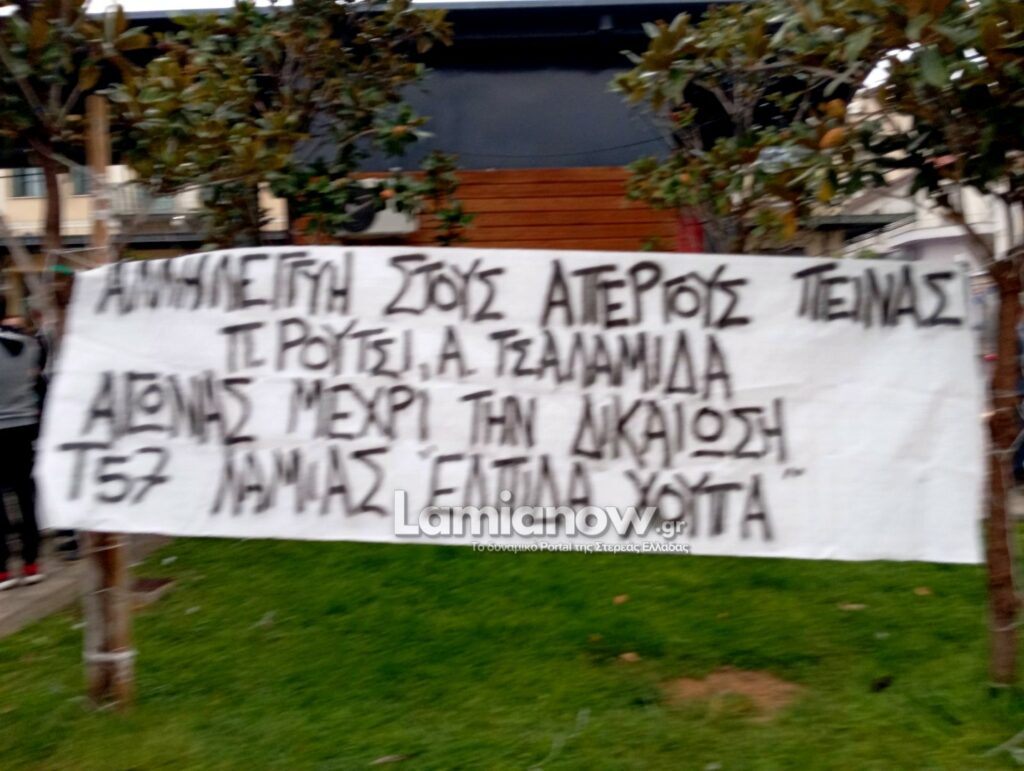 ΑΛΛΗΛΕΓΓΥΗ ΣΤΟΥΣ ΑΠΕΡΓΟΥΣ ΠΕΙΝΑΣ
Π. ΡΟΥΤΣΙ, Α. ΤΣΑΛΑΜΙΔΑ
ΑΓΩΝΑΣ ΜΕΧΡΙ ΤΗΝ ΔΙΚΑΙΩΣΗ
Τ57 ΛΑΜΙΑΣ "ΕΛΠΙΔΑ ΧΟΥΠΑ"
Lamianow.gr
Το δυναμικό Portal της Στερεάς Ελλάδας